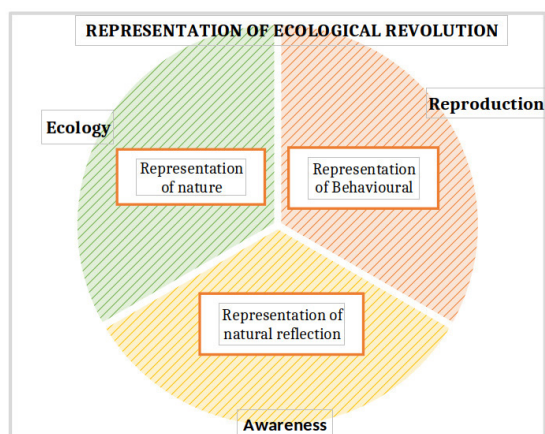 REPRESENTATION OF ECOLOGICAL REVOLUTION
Reproduction
Ecology
Representation
of nature
Representation
of Behavioural
Representation of
natural reflection
Awareness